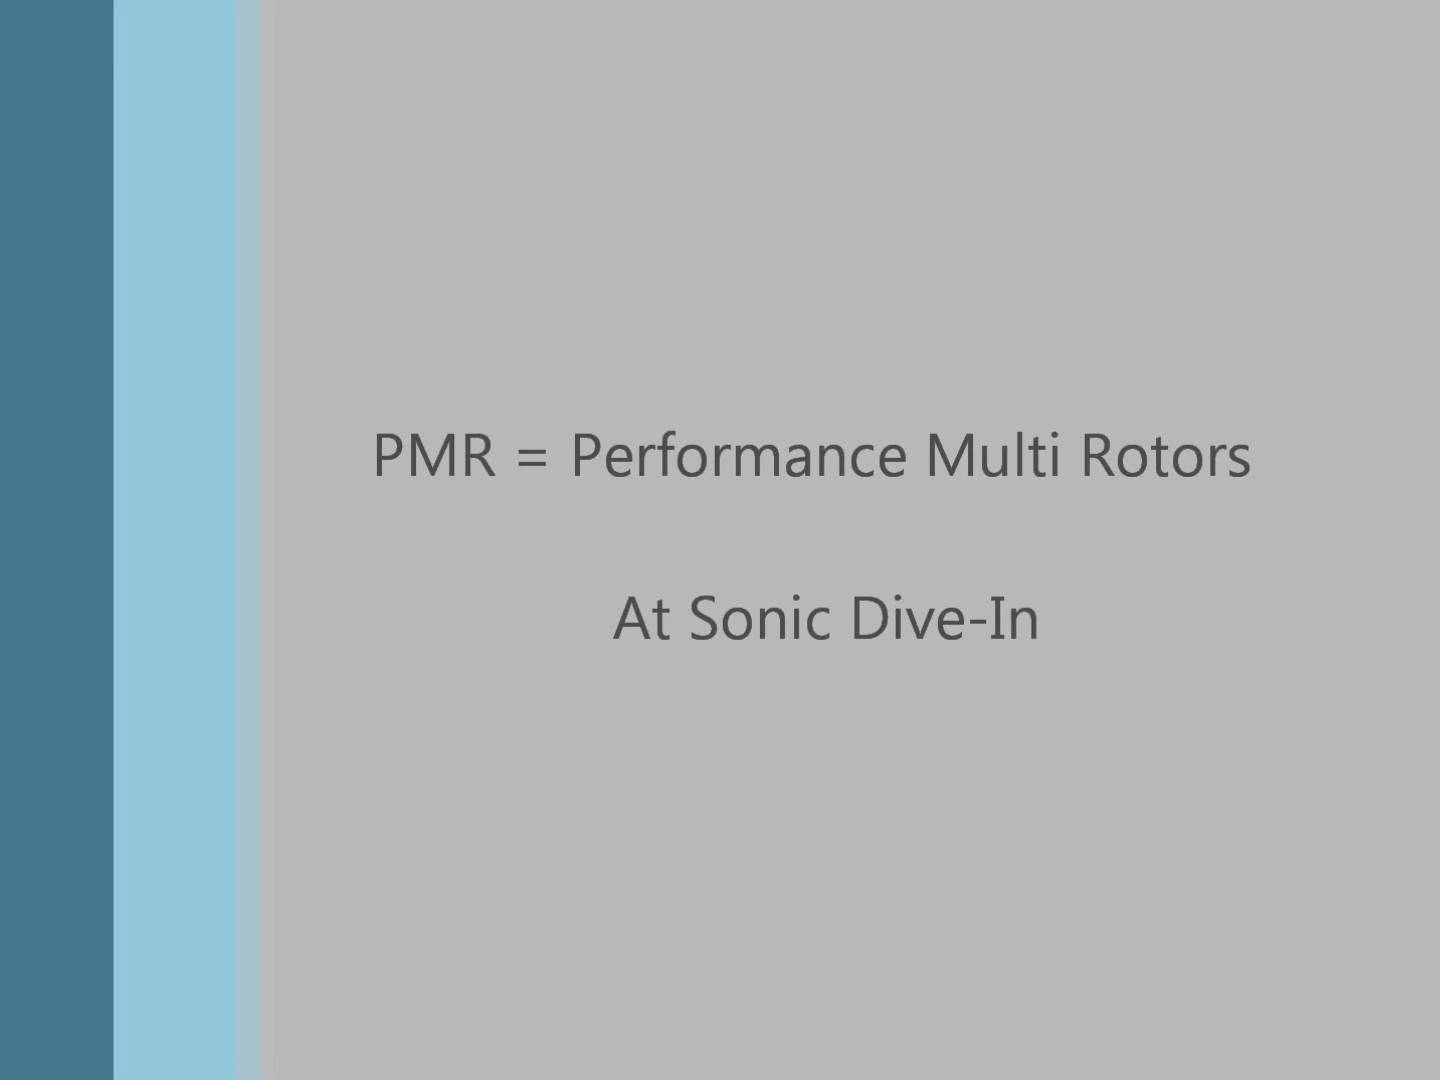 PMR = Performance Multi Rotors
At Sonic Dive-In